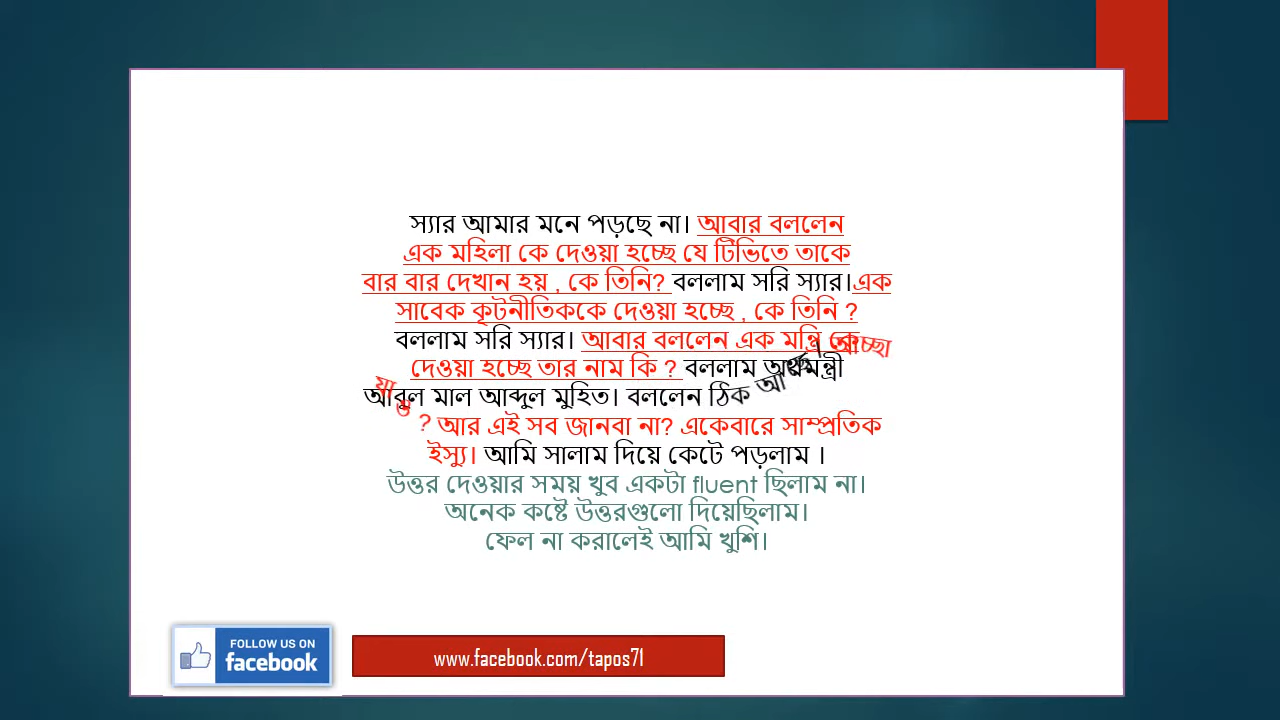 স্যার আমার মনে পড়ছে না। আবার বললেন
এক মহিলা কে দেওয়া হচ্ছে যে টিভিতে তাকে
বার বার দেখান হয় , কে তিনি? বললাম সরি স্যার।এক
সাবেক কূটনীতিককে দেওয়া হচ্ছে , কে তিনি ?
বললাম সরি স্যার। আবার বললেন এক মন্ত্রি কে
দেওয়া হচ্ছে তার নাম কি ? বললাম অর্থমন্ত্রী
আবুল মাল আব্দুল মুহিত। বললেন ঠিক আছে। আচ্ছা
যাও ? আর এই সব জানবা না? একেবারে সাম্প্রতিক
ইস্যু। আমি সালাম দিয়ে কেটে পড়লাম ।
উত্তর দেওয়ার সময় খুব একটা fluent ছিলাম না।
অনেক কষ্টে উত্তরগুলো দিয়েছিলাম।
ফেল না করালেই আমি খুশি।
FOLLOW US ON
facebook
www.facebook.com/tapos71